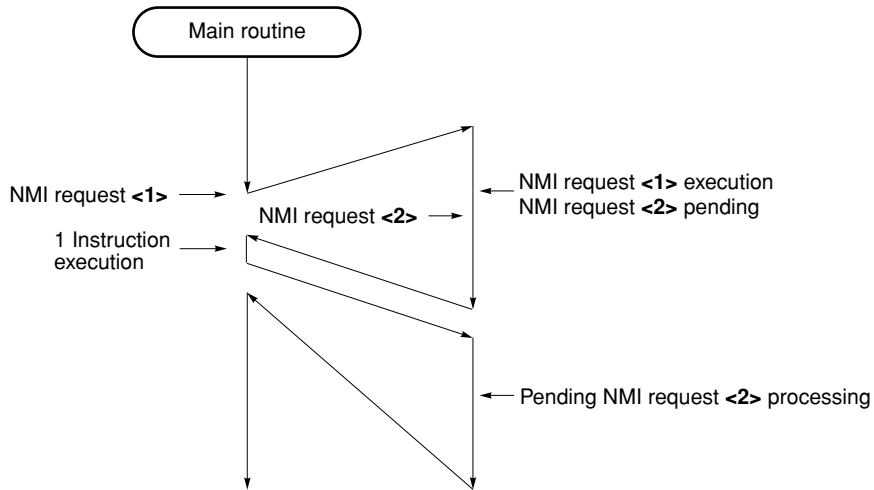 Main routine
NMI request <1>
NMI request <1> execution
NMI request <2> pending
NMI request <2>
1 Instruction
execution
Pending NMI request <2> processing